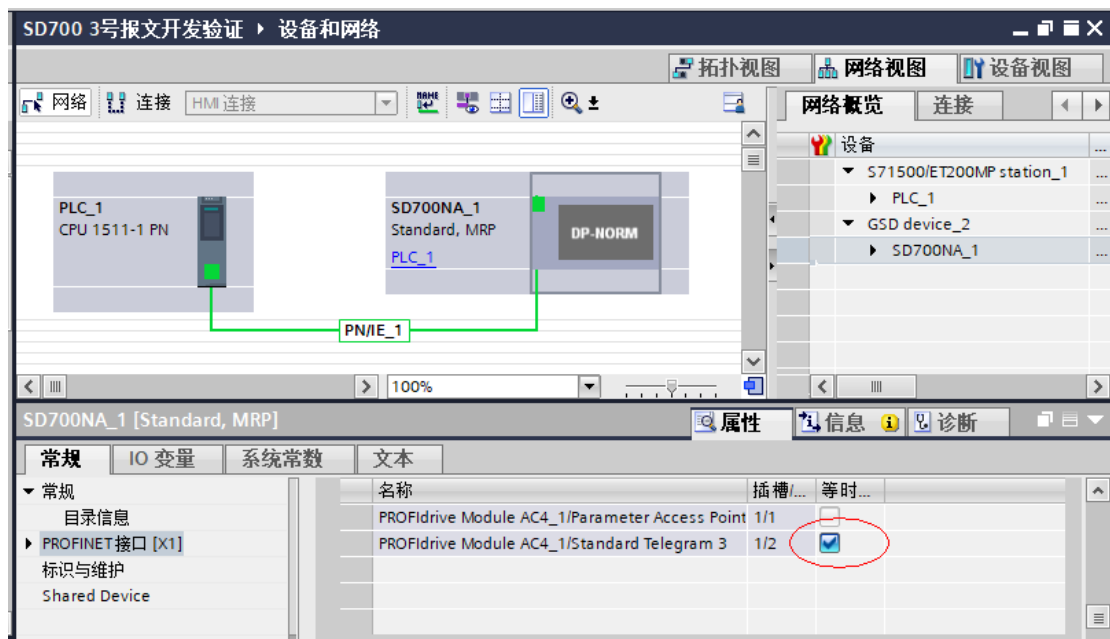 SD700 3号报文开发验证 ▸ 设备和网络
拓扑视图 网络视图 设备视图
网络 连接 HMI 连接
网络概览 连接
设备 ...
S71500/ET200MP station_1 ...
PLC_1 ...
GSD device_2 ...
SD700NA_1 ...
PLC_1
CPU 1511-1 PN
SD700NA_1
Standard, MRP
PLC_1
DP-NORM
PN/IE_1
100%
SD700NA_1 [Standard, MRP]
属性 信息 诊断
常规 IO 变量 系统常数 文本
常规
目录信息
PROFINET接口 [X1]
标识与维护
Shared Device
名称 插槽/... 等时...
PROFIdrive Module AC4_1/Parameter Access Point 1/1
PROFIdrive Module AC4_1/Standard Telegram 3 1/2